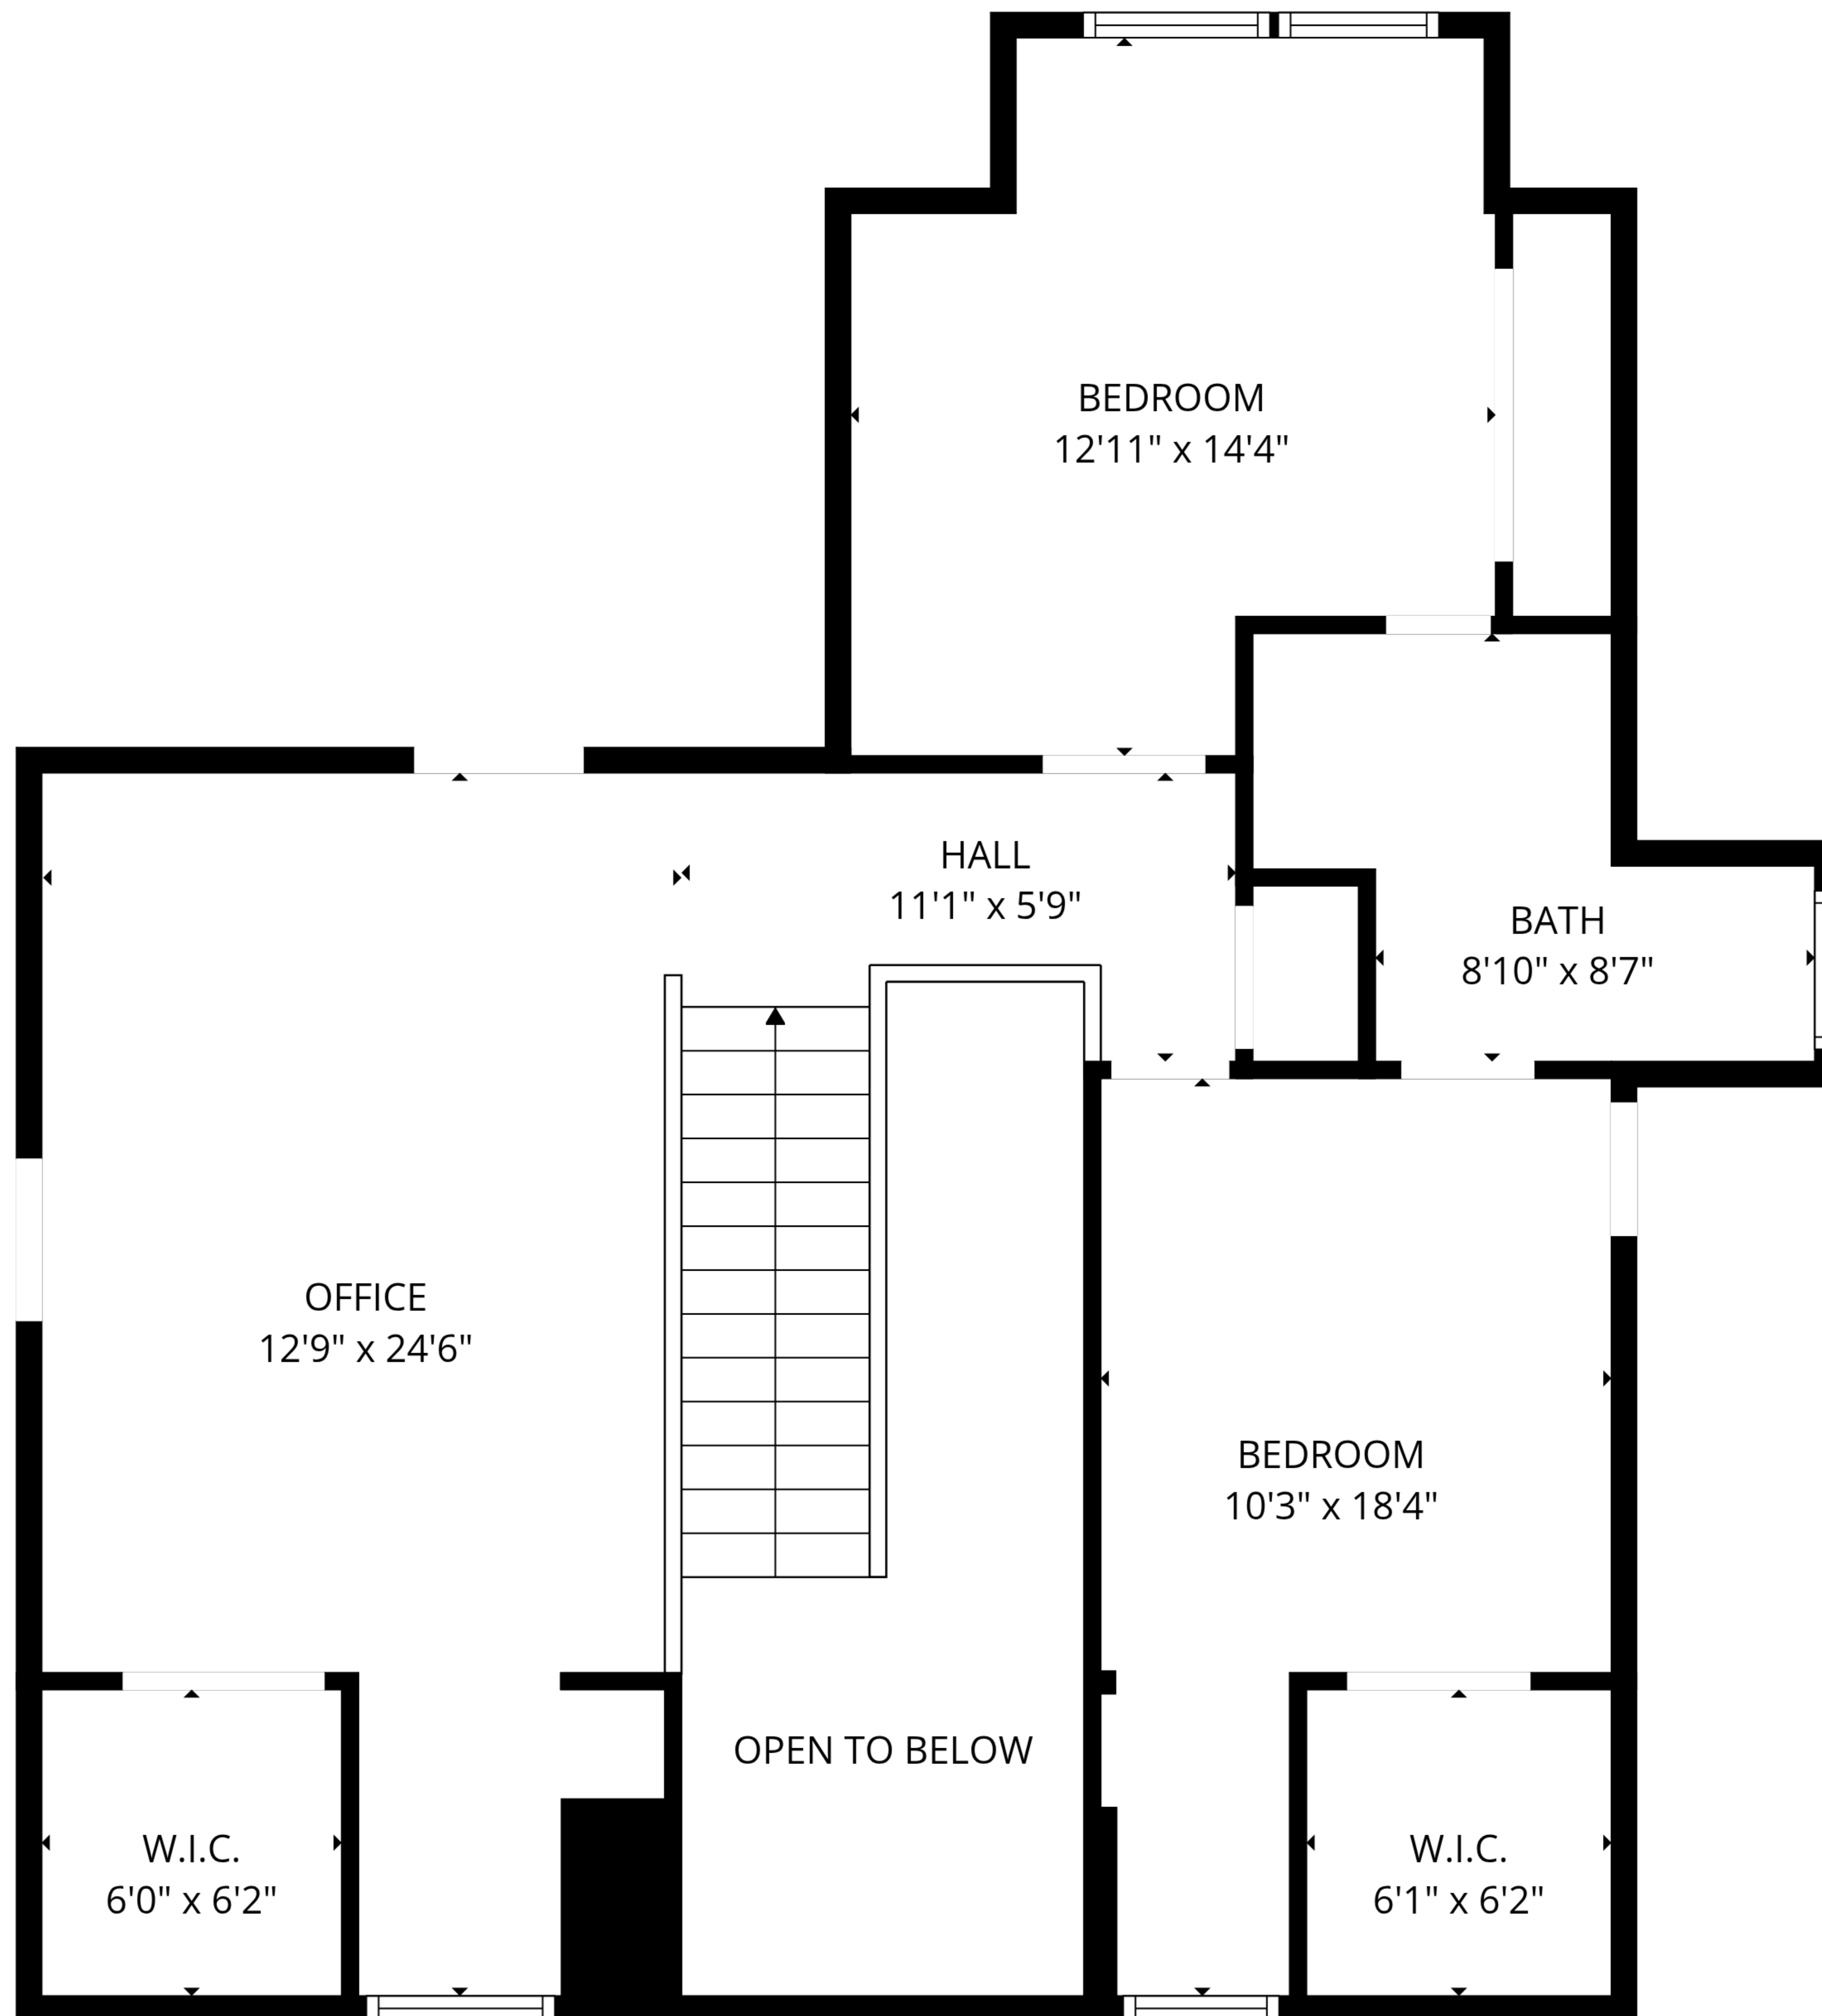 BEDROOM
12'11" x 14'4"
HALL
11'1" x 5'9"
BATH
8'10" x 8'7"
OFFICE
12'9" x 24'6"
BEDROOM
10'3" x 18'4"
OPEN TO BELOW
W.I.C.
6'0" x 6'2"
W.I.C.
6'1" x 6'2"